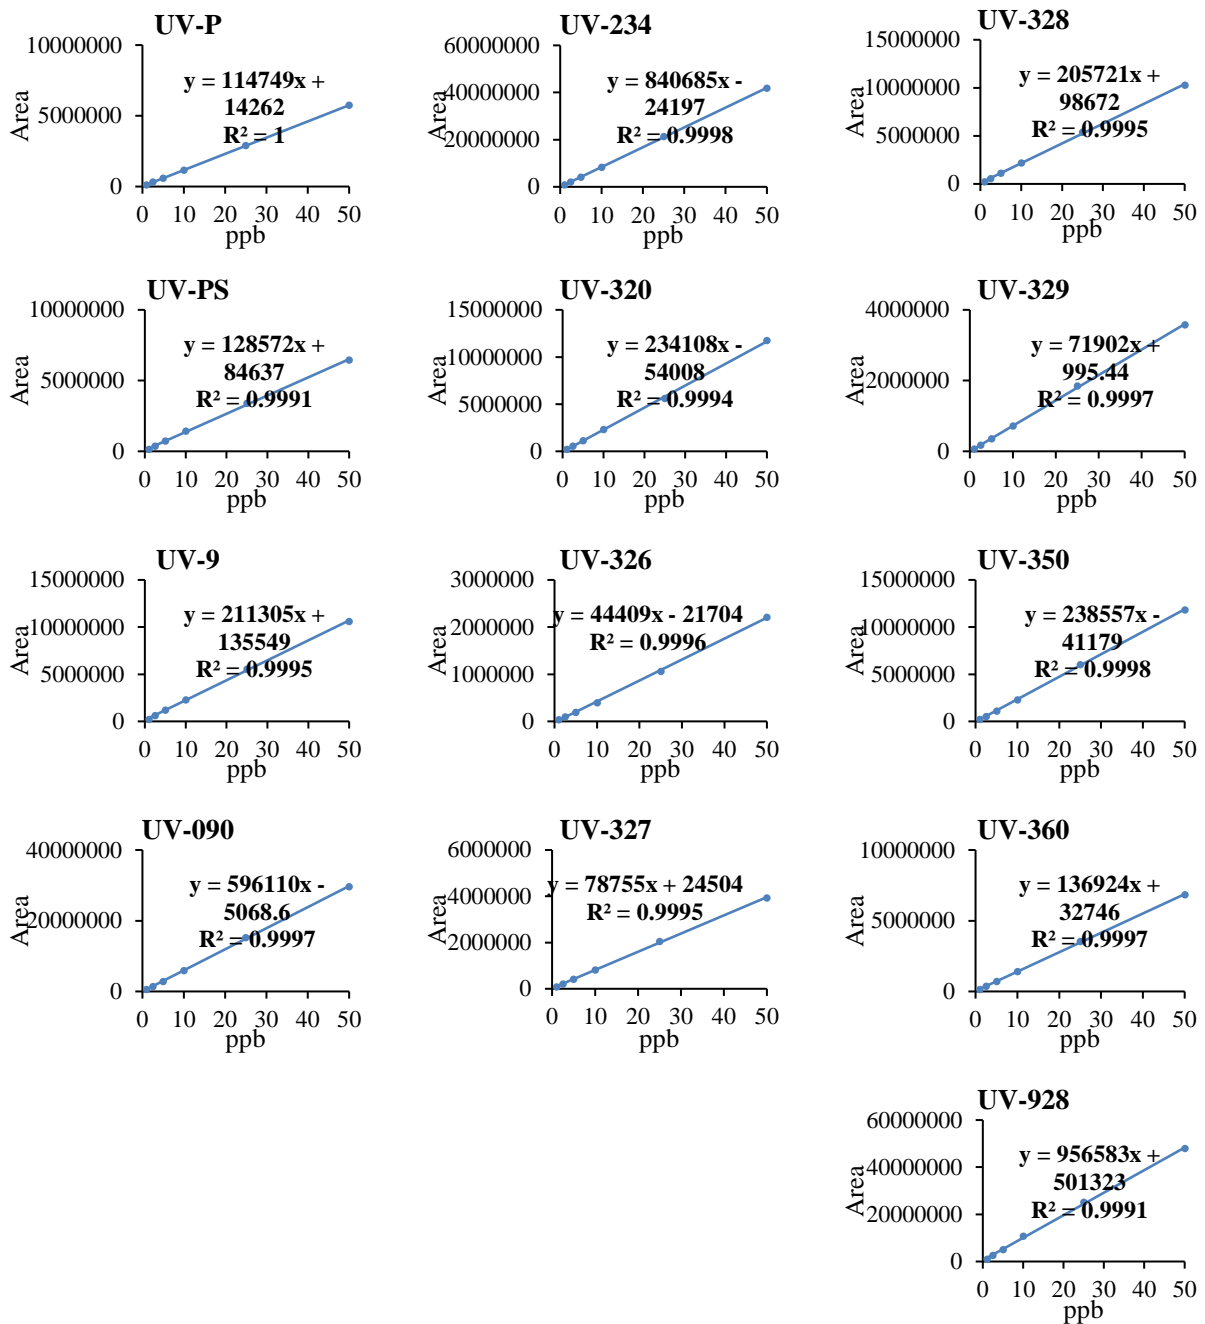 UV-P
10000000
5000000
0
Area
y = 114749x +
14262
R² = 1
0 10 20 30 40 50
ppb
UV-234
60000000
40000000
20000000
0
Area
y = 840685x -
24197
R² = 0.9998
0 10 20 30 40 50
ppb
UV-328
15000000
10000000
5000000
0
Area
y = 205721x +
98672
R² = 0.9995
0 10 20 30 40 50
ppb
UV-PS
10000000
5000000
0
Area
y = 128572x +
84637
R² = 0.9991
0 10 20 30 40 50
ppb
UV-320
15000000
10000000
5000000
0
Area
y = 234108x -
54008
R² = 0.9994
0 10 20 30 40 50
ppb
UV-329
4000000
2000000
0
Area
y = 71902x +
995.44
R² = 0.9997
0 10 20 30 40 50
ppb
UV-9
15000000
10000000
5000000
0
Area
y = 211305x +
135549
R² = 0.9995
0 10 20 30 40 50
ppb
UV-326
3000000
2000000
1000000
0
Area
y = 44409x - 21704
R² = 0.9996
0 10 20 30 40 50
ppb
UV-350
15000000
10000000
5000000
0
Area
y = 238557x -
41179
R² = 0.9998
0 10 20 30 40 50
ppb
UV-090
40000000
20000000
0
Area
y = 596110x -
5068.6
R² = 0.9997
0 10 20 30 40 50
ppb
UV-327
6000000
4000000
2000000
0
Area
y = 78755x + 24504
R² = 0.9995
0 10 20 30 40 50
ppb
UV-360
10000000
5000000
0
Area
y = 136924x +
32746
R² = 0.9997
0 10 20 30 40 50
ppb
UV-928
60000000
40000000
20000000
0
Area
y = 956583x +
501323
R² = 0.9991
0 10 20 30 40 50
ppb